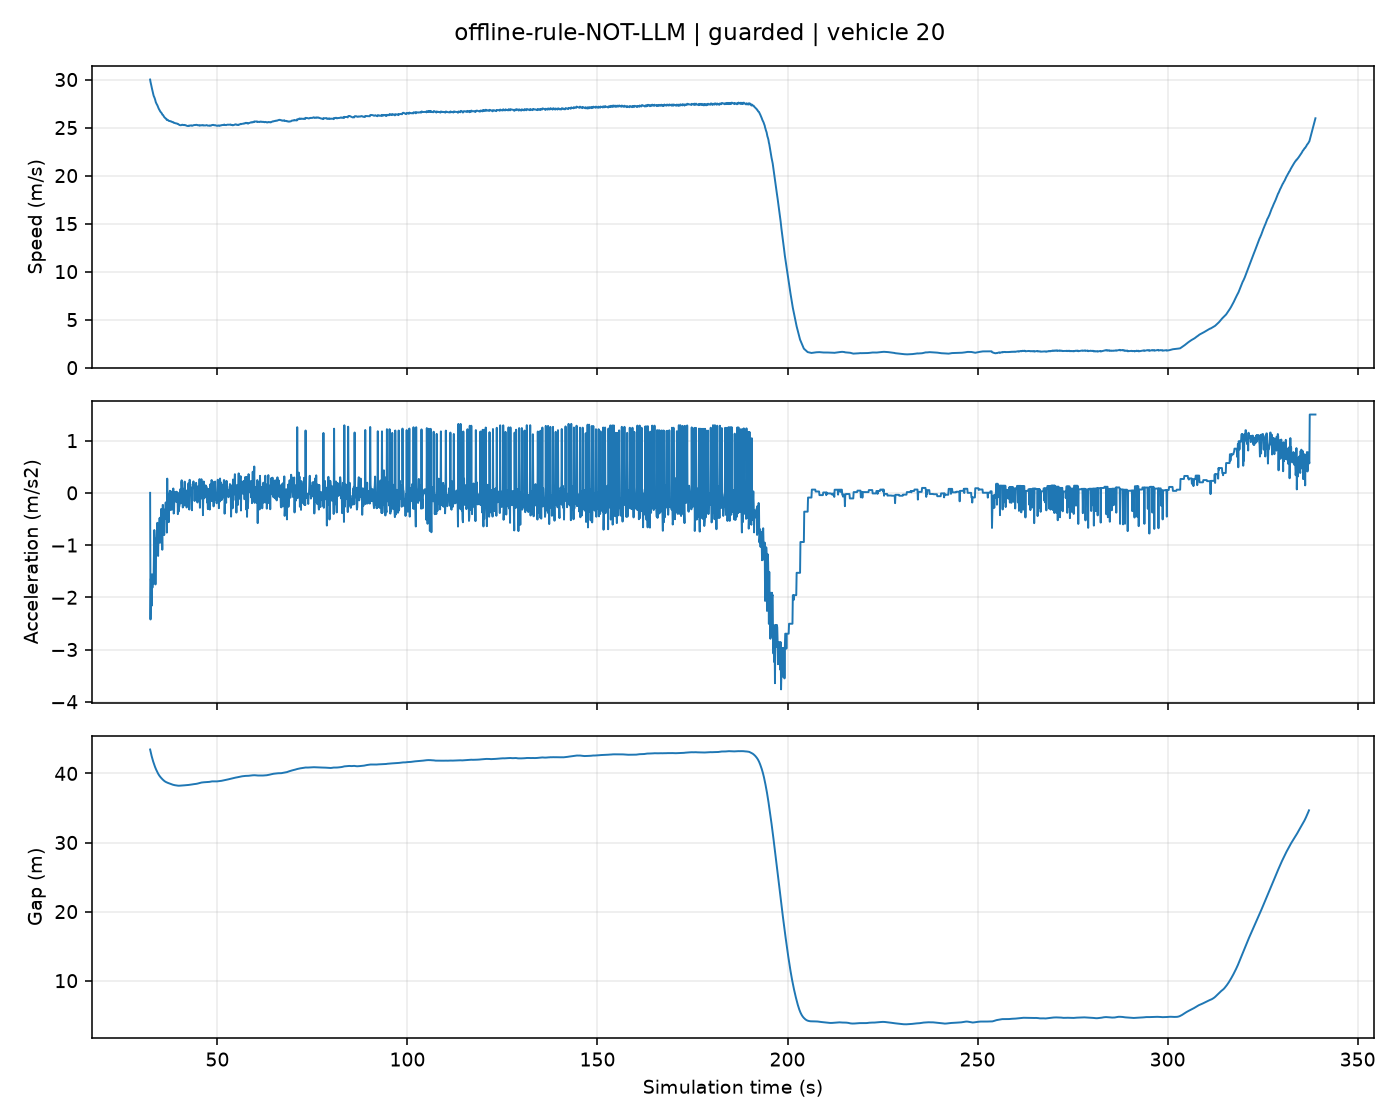 offline-rule-NOT-LLM | guarded | vehicle 20
30
25
20
15
10
5
0
Speed (m/s)
1
0
−1
−2
−3
−4
Acceleration (m/s2)
40
30
20
10
Gap (m)
50 100 150 200 250 300 350
Simulation time (s)